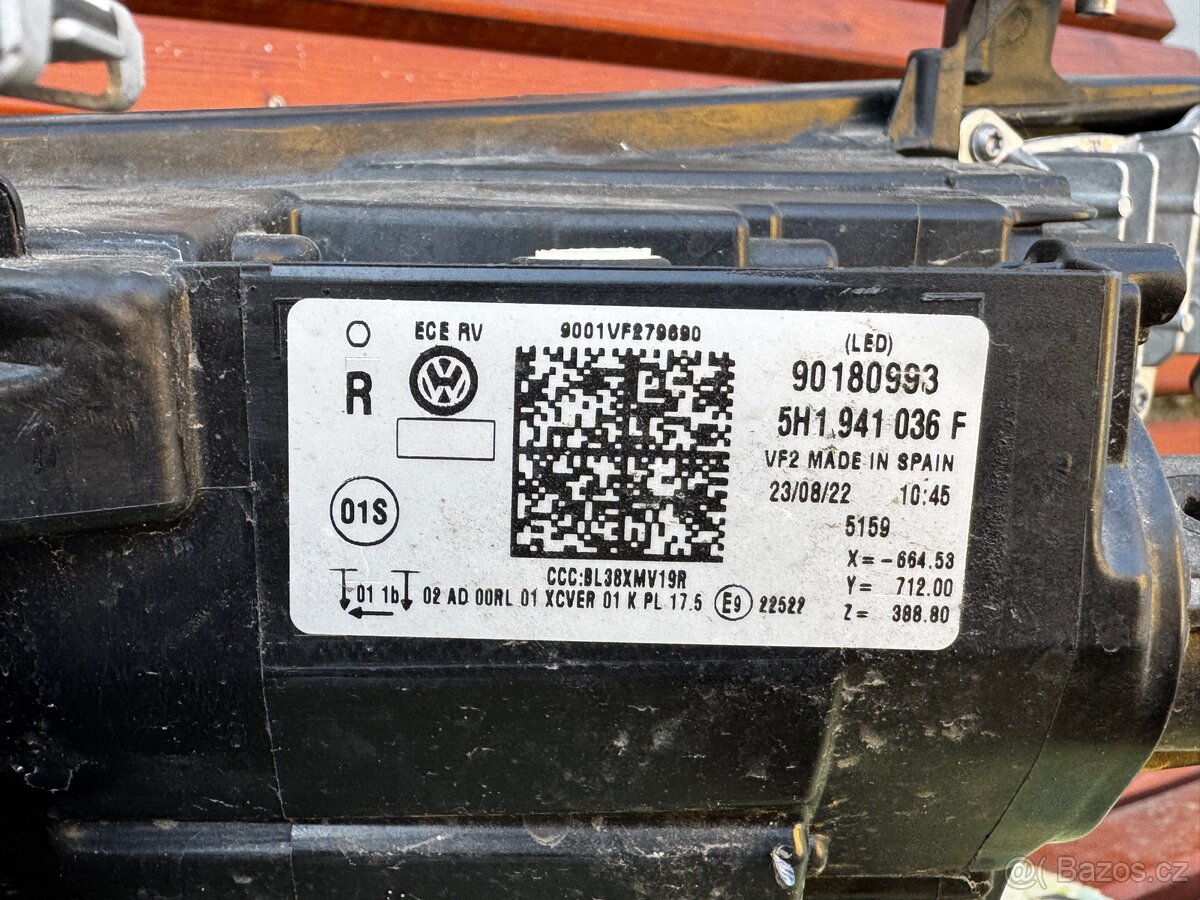 ECE RV
R
01S
9001VF279690
CCC:BL38XMV19R
01 1b 02 AD 00RL 01 XCVER 01 K PL 17.5 E9 22522
(LED)
90180993
5H1.941 036 F
VF2 MADE IN SPAIN
23/08/22 10:45
5159
X= -664.53
Y= 712.00
Z= 388.80
@( Bazos.cz